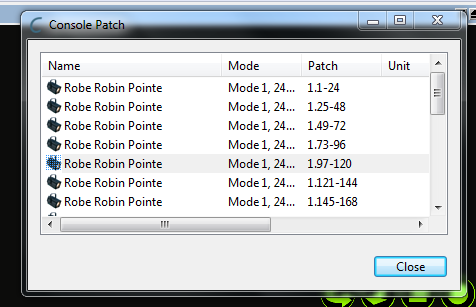 Console Patch
Name Mode Patch Unit
Robe Robin Pointe Mode 1, 24... 1.1-24
Robe Robin Pointe Mode 1, 24... 1.25-48
Robe Robin Pointe Mode 1, 24... 1.49-72
Robe Robin Pointe Mode 1, 24... 1.73-96
Robe Robin Pointe Mode 1, 24... 1.97-120
Robe Robin Pointe Mode 1, 24... 1.121-144
Robe Robin Pointe Mode 1, 24... 1.145-168
Close